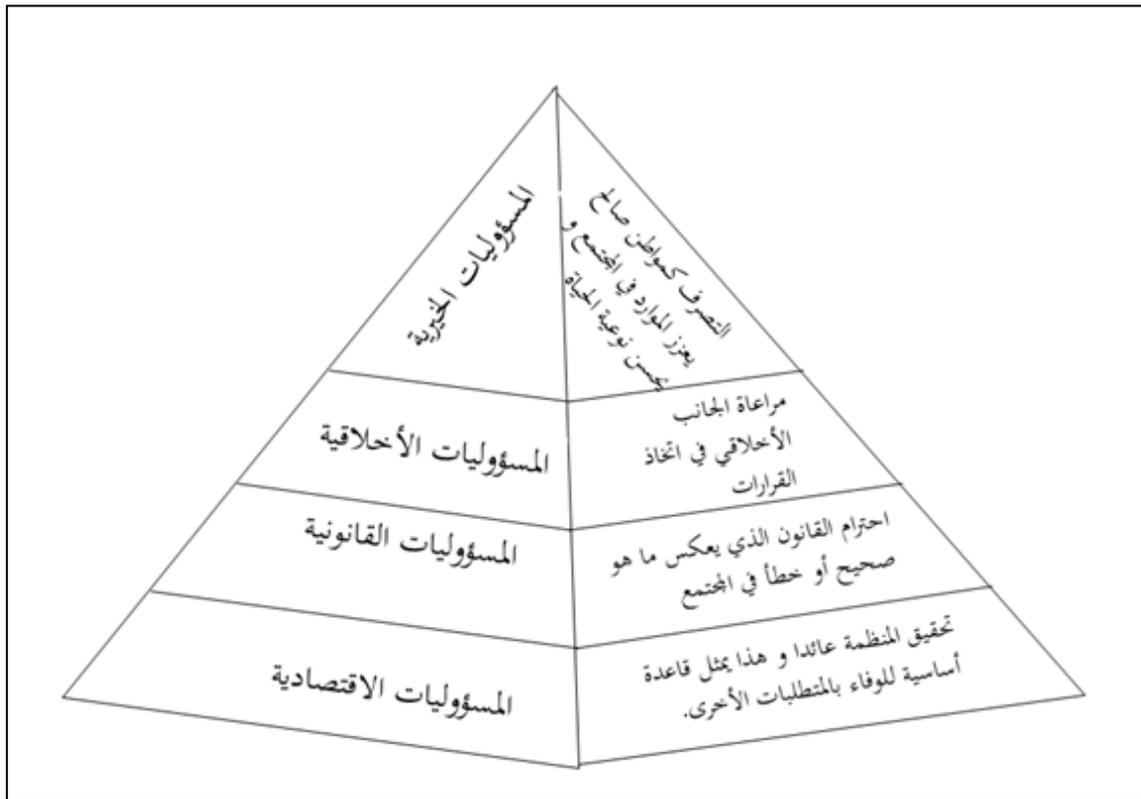 المسؤوليات الخيرية
التصرف كمواطن صالح
يعزز الموارد في المجتمع و
يحسن نوعية الحياة
المسؤوليات الأخلاقية
مراعاة الجانب
الأخلاقي في اتخاذ
القرارات
المسؤوليات القانونية
احترام القانون الذي يعكس ما هو
صحيح أو خطأ في المجتمع
المسؤوليات الاقتصادية
تحقيق المنظمة عائدا و هذا يمثل قاعدة
أساسية للوفاء بالمتطلبات الأخرى.